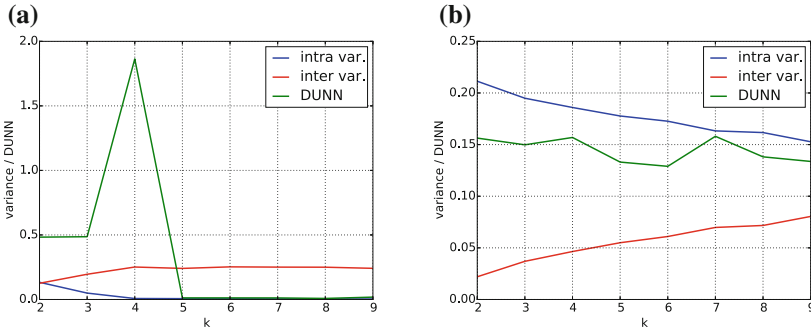 (a)
variance / DUNN
2.0
1.5
1.0
0.5
0.0
2 3 4 5 6 7 8 9
k
intra var.
inter var.
DUNN
(b)
variance / DUNN
0.25
0.20
0.15
0.10
0.05
0.00
2 3 4 5 6 7 8 9
k
intra var.
inter var.
DUNN